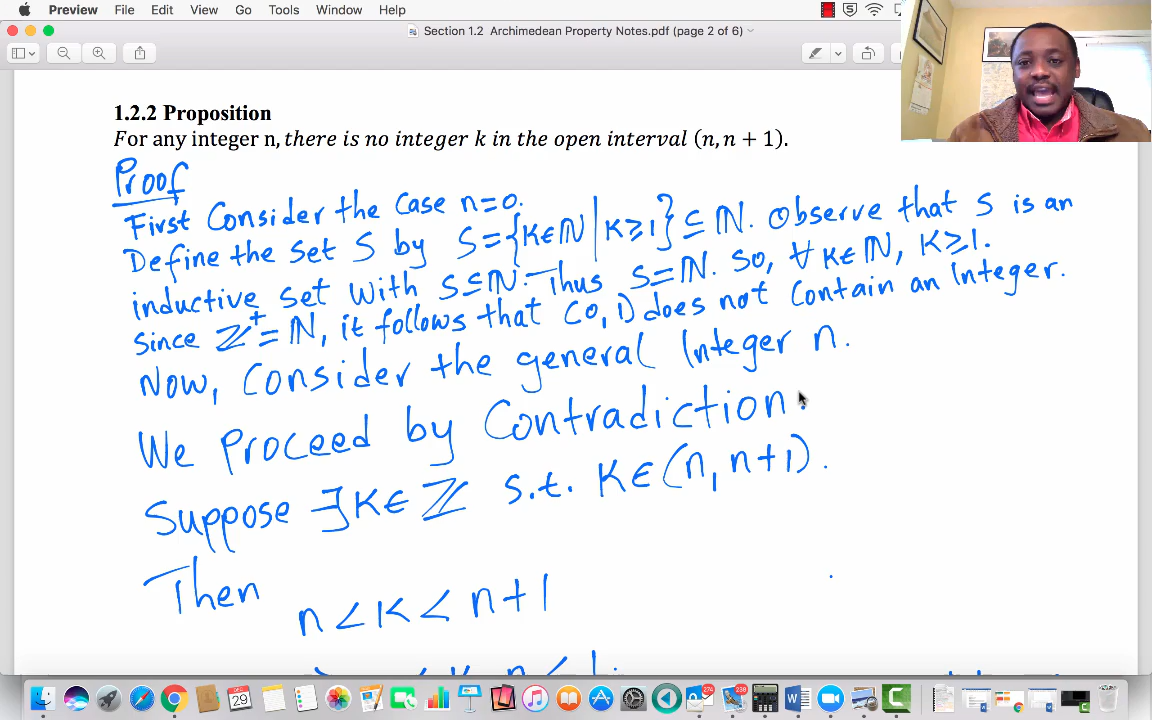 Preview File Edit View Go Tools Window Help
Section 1.2 Archimedean Property Notes.pdf (page 2 of 6)
1.2.2 Proposition
For any integer n, there is no integer k in the open interval (n, n + 1).
Proof
First Consider the Case n=0.
Define the Set S by S={K∈ℕ|K≥1}⊆ℕ. Observe that S is an
inductive set with S⊆ℕ. Thus S=ℕ. So, ∀K∈ℕ, K≥1.
Since ℤ⁺=ℕ, it follows that (0,1) does not contain an Integer.
Now, Consider the general Integer n.
We Proceed by Contradiction.
Suppose ∃K∈ℤ s.t. K∈(n,n+1).
Then
n<K<n+1
274
238
DEC
29